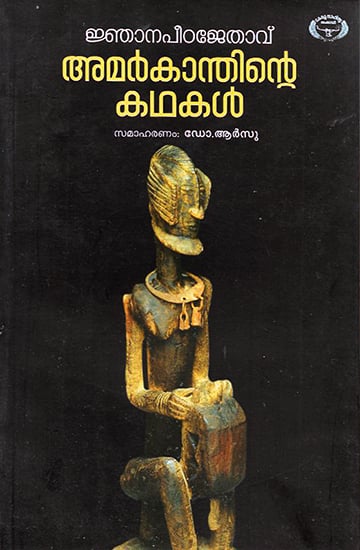 ജ്ഞാനപീഠജേതാവ്
അമർകാന്തിന്റെ
കഥകൾ
സമാഹരണം: ഡോ.ആർസു